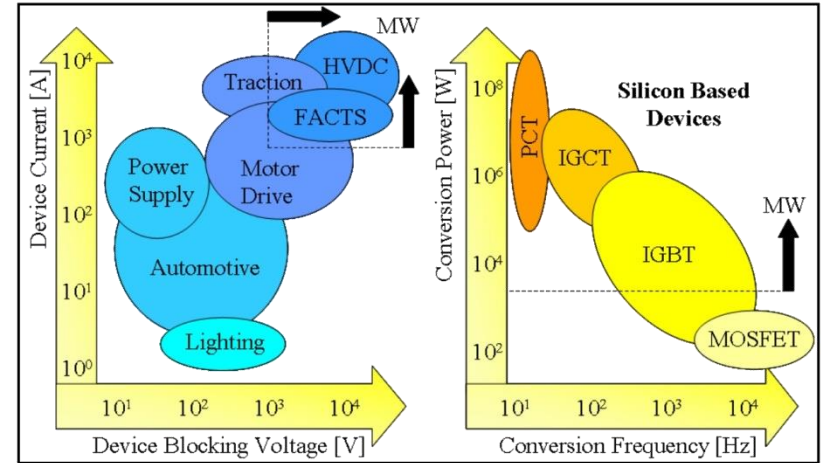 MW
10⁴
10³
10²
10¹
10⁰
Device Current [A]
HVDC
Traction
FACTS
Power
Supply
Motor
Drive
Automotive
Lighting
10¹ 10² 10³ 10⁴
Device Blocking Voltage [V]
Conversion Power [W]
10⁸
10⁶
10⁴
10²
Silicon Based
Devices
PCT
IGCT
MW
IGBT
MOSFET
10¹ 10² 10³ 10⁴
Conversion Frequency [Hz]